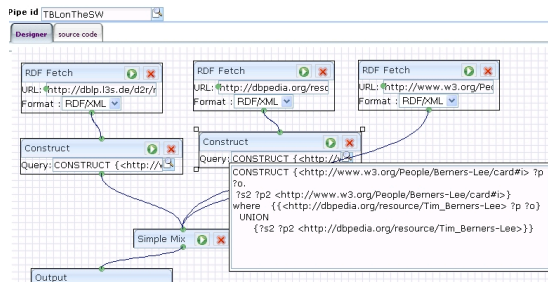 Pipe id TBLonTheSW
Designer source code
RDF Fetch
URL: http://dblp.l3s.de/d2r/r
Format : RDF/XML
RDF Fetch
URL: http://dbpedia.org/reso
Format : RDF/XML
RDF Fetch
URL: http://www.w3.org/Peo
Format : RDF/XML
Construct
Query: CONSTRUCT {<http://w
Construct
Query: CONSTRUCT {<http://w
CONSTRUCT {<http://www.w3.org/People/Berners-Lee/card#i> ?p
?o.
?s2 ?p2 <http://www.w3.org/People/Berners-Lee/card#i>}
where {{<http://dbpedia.org/resource/Tim_Berners-Lee> ?p ?o}
UNION
{?s2 ?p2 <http://dbpedia.org/resource/Tim_Berners-Lee>}}
Simple Mix
Output